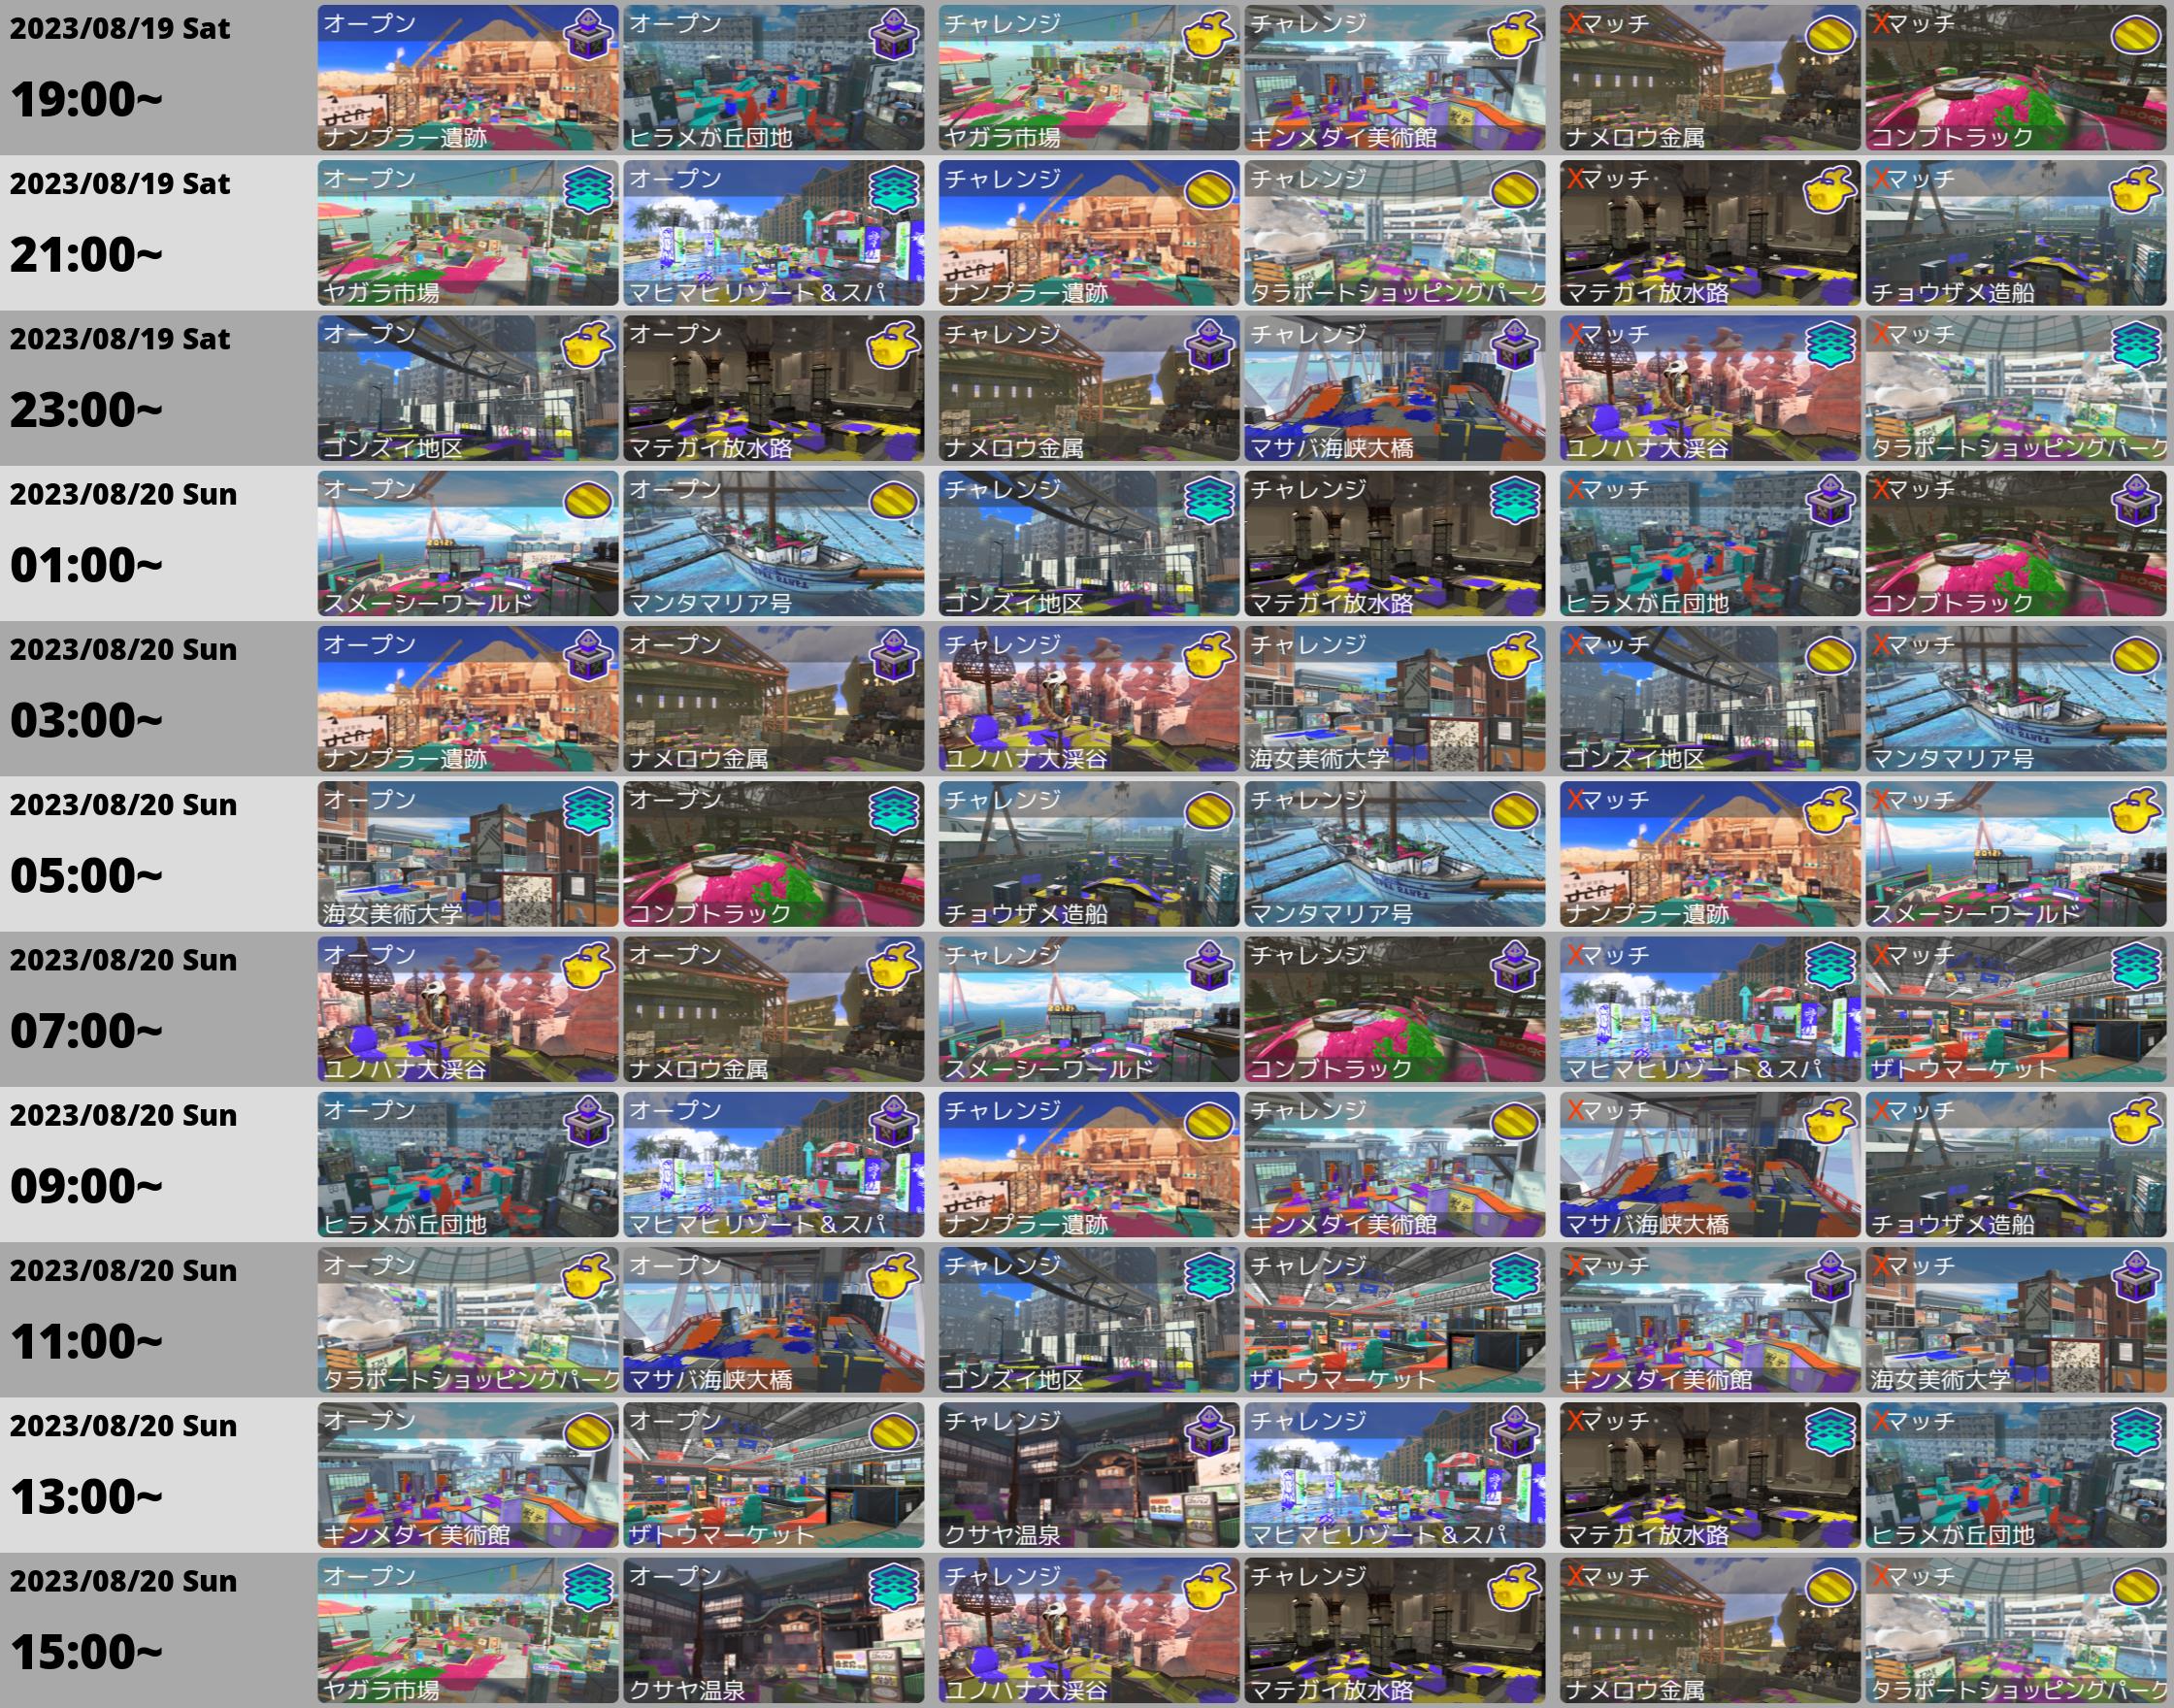 2023/08/19 Sat
19:00~
オープン オープン チャレンジ チャレンジ Xマッチ Xマッチ
ナンプラー遺跡 ヒラメが丘団地 ヤガラ市場 キンメダイ美術館 ナメロウ金属 コンブトラック
2023/08/19 Sat
21:00~
オープン オープン チャレンジ チャレンジ Xマッチ Xマッチ
ヤガラ市場 マヒマヒリゾート&スパ ナンプラー遺跡 タラポートショッピングパーク マテガイ放水路 チョウザメ造船
2023/08/19 Sat
23:00~
オープン オープン チャレンジ チャレンジ Xマッチ Xマッチ
ゴンズイ地区 マテガイ放水路 ナメロウ金属 マサバ海峡大橋 ユノハナ大渓谷 タラポートショッピングパーク
2023/08/20 Sun
01:00~
オープン オープン チャレンジ チャレンジ Xマッチ Xマッチ
スメーシーワールド マンタマリア号 ゴンズイ地区 マテガイ放水路 ヒラメが丘団地 コンブトラック
2023/08/20 Sun
03:00~
オープン オープン チャレンジ チャレンジ Xマッチ Xマッチ
ナンプラー遺跡 ナメロウ金属 ユノハナ大渓谷 海女美術大学 ゴンズイ地区 マンタマリア号
2023/08/20 Sun
05:00~
オープン オープン チャレンジ チャレンジ Xマッチ Xマッチ
海女美術大学 コンブトラック チョウザメ造船 マンタマリア号 ナンプラー遺跡 スメーシーワールド
2023/08/20 Sun
07:00~
オープン オープン チャレンジ チャレンジ Xマッチ Xマッチ
ユノハナ大渓谷 ナメロウ金属 スメーシーワールド コンブトラック マヒマヒリゾート&スパ ザトウマーケット
2023/08/20 Sun
09:00~
オープン オープン チャレンジ チャレンジ Xマッチ Xマッチ
ヒラメが丘団地 マヒマヒリゾート&スパ ナンプラー遺跡 キンメダイ美術館 マサバ海峡大橋 チョウザメ造船
2023/08/20 Sun
11:00~
オープン オープン チャレンジ チャレンジ Xマッチ Xマッチ
タラポートショッピングパーク マサバ海峡大橋 ゴンズイ地区 ザトウマーケット キンメダイ美術館 海女美術大学
2023/08/20 Sun
13:00~
オープン オープン チャレンジ チャレンジ Xマッチ Xマッチ
キンメダイ美術館 ザトウマーケット クサヤ温泉 マヒマヒリゾート&スパ マテガイ放水路 ヒラメが丘団地
2023/08/20 Sun
15:00~
オープン オープン チャレンジ チャレンジ Xマッチ Xマッチ
ヤガラ市場 クサヤ温泉 ユノハナ大渓谷 マテガイ放水路 ナメロウ金属 タラポートショッピングパーク